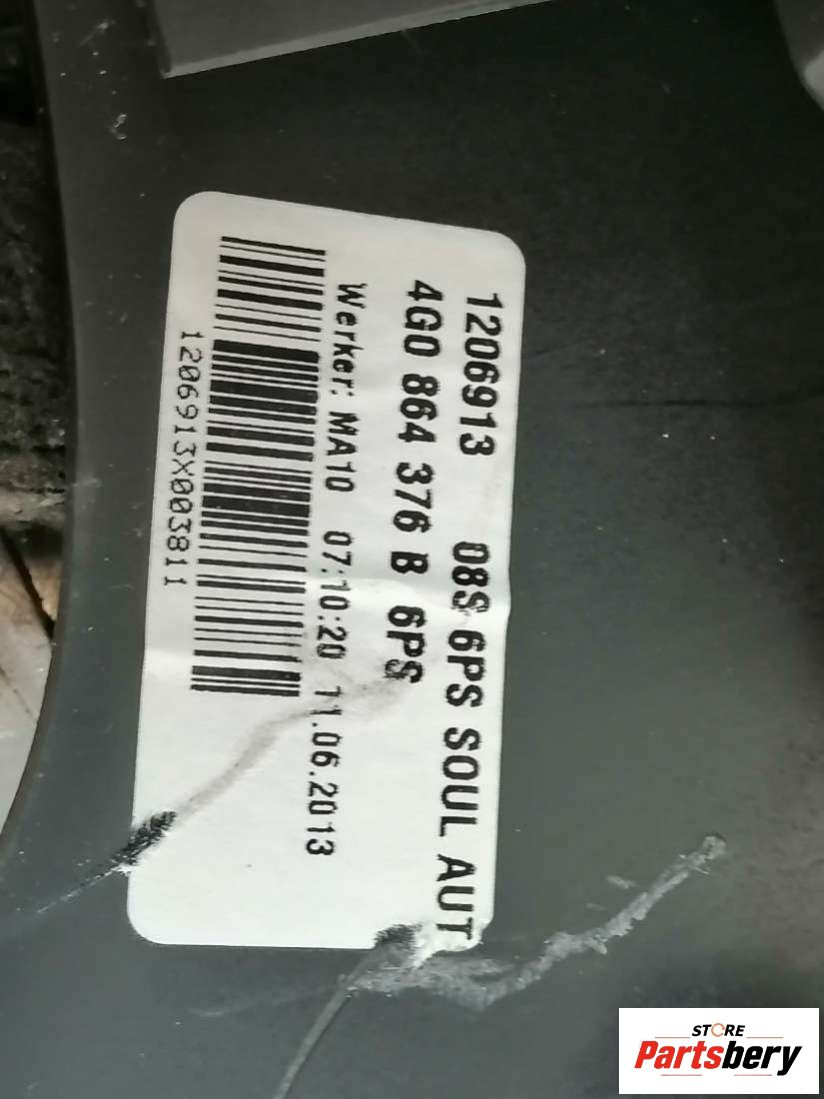 1206913 08S 6PS SOUL AUT
4G0 864 376 B 6PS
Werker: MA10 07:10:20 11.06.2013
1206913X003811
STORE
Partsbery